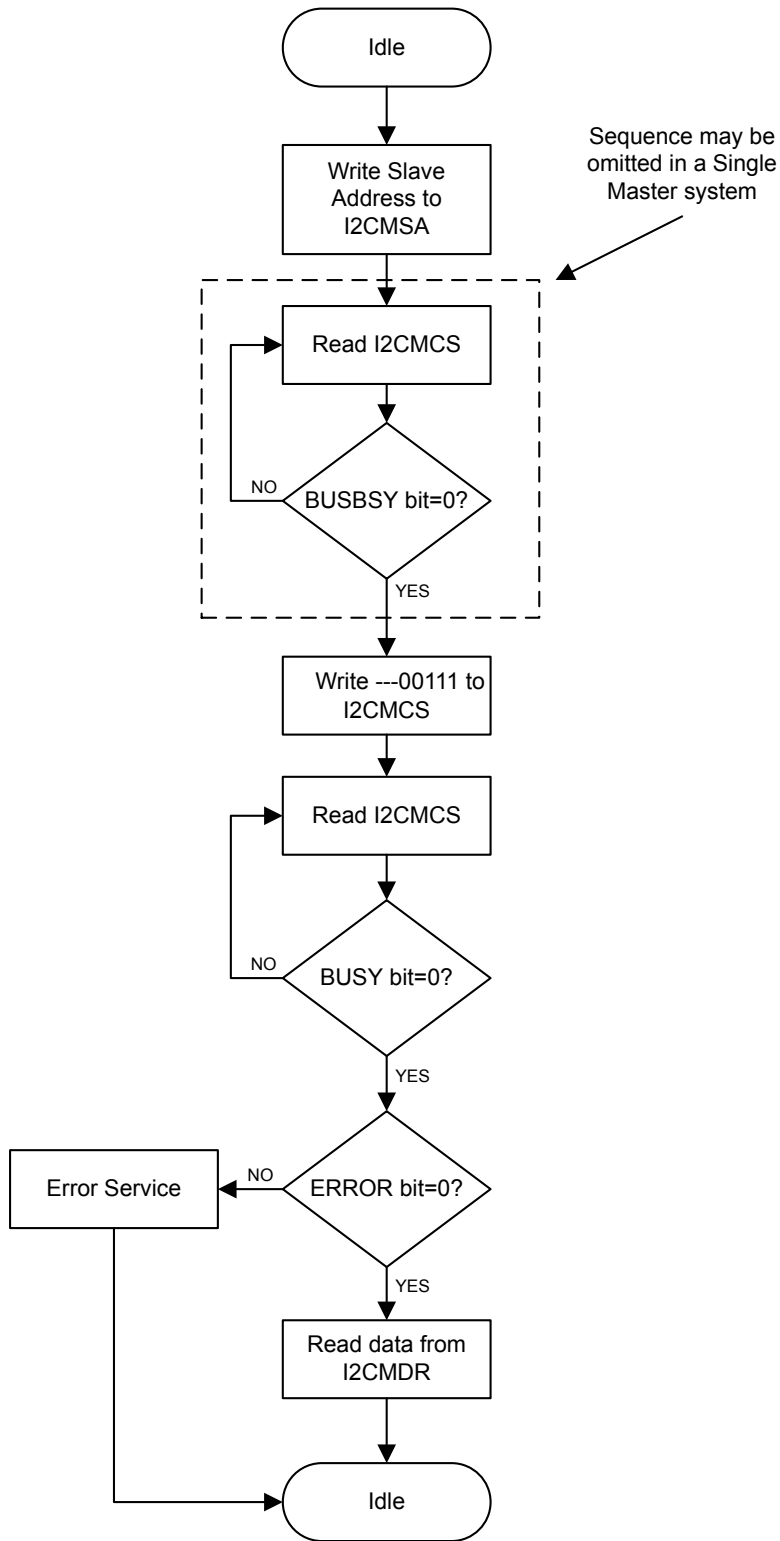 Idle
Write Slave
Address to
I2CMSA
Sequence may be
omitted in a Single
Master system
Read I2CMCS
NO
BUSBSY bit=0?
YES
Write ---00111 to
I2CMCS
Read I2CMCS
NO
BUSY bit=0?
YES
Error Service
NO
ERROR bit=0?
YES
Read data from
I2CMDR
Idle